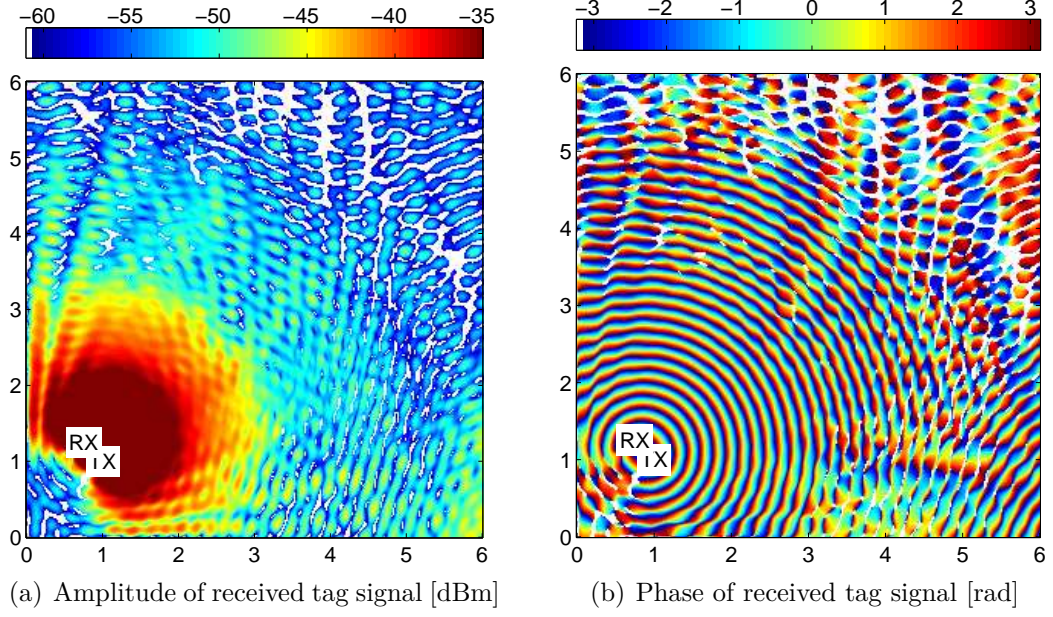 −60 −55 −50 −45 −40 −35
−3 −2 −1 0 1 2 3
6
5
4
3
2
1
0
RX
TX
0 1 2 3 4 5 6
6
5
4
3
2
1
0
RX
TX
0 1 2 3 4 5 6
(a) Amplitude of received tag signal [dBm]
(b) Phase of received tag signal [rad]